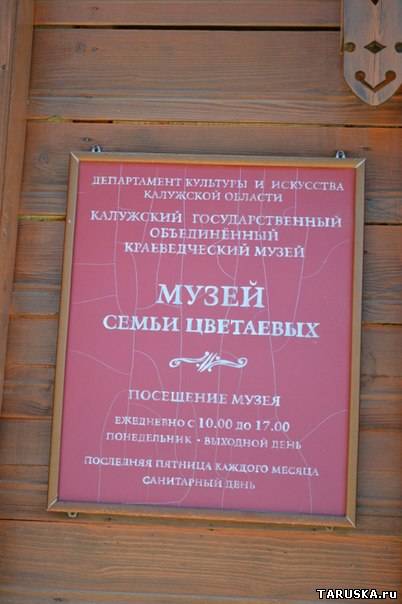 ДЕПАРТАМЕНТ КУЛЬТУРЫ И ИСКУССТВА
КАЛУЖСКОЙ ОБЛАСТИ
КАЛУЖСКИЙ ГОСУДАРСТВЕННЫЙ
ОБЪЕДИНЁННЫЙ
КРАЕВЕДЧЕСКИЙ МУЗЕЙ
МУЗЕЙ
СЕМЬИ ЦВЕТАЕВЫХ
ПОСЕЩЕНИЕ МУЗЕЯ
ЕЖЕДНЕВНО С 10.00 ДО 17.00
ПОНЕДЕЛЬНИК - ВЫХОДНОЙ ДЕНЬ
ПОСЛЕДНЯЯ ПЯТНИЦА КАЖДОГО МЕСЯЦА
САНИТАРНЫЙ ДЕНЬ
TARUSKA.ru